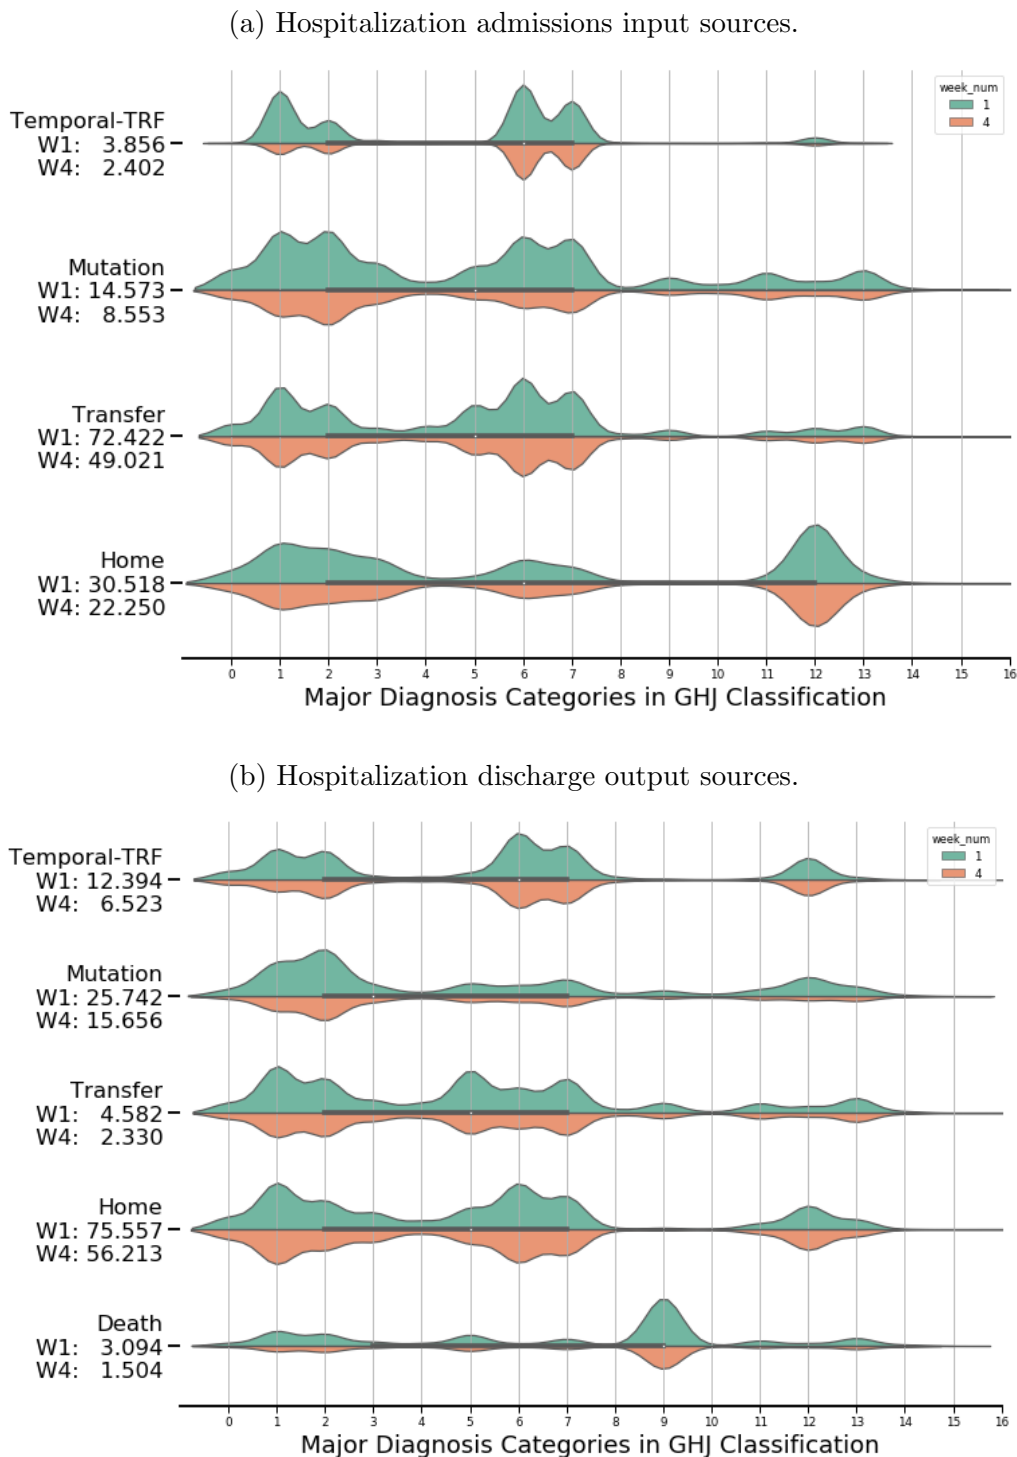 (a) Hospitalization admissions input sources.
week_num
1
4
Temporal-TRF
W1: 3.856
W4: 2.402
Mutation
W1: 14.573
W4: 8.553
Transfer
W1: 72.422
W4: 49.021
Home
W1: 30.518
W4: 22.250
0 1 2 3 4 5 6 7 8 9 10 11 12 13 14 15 16
Major Diagnosis Categories in GHJ Classification
(b) Hospitalization discharge output sources.
week_num
1
4
Temporal-TRF
W1: 12.394
W4: 6.523
Mutation
W1: 25.742
W4: 15.656
Transfer
W1: 4.582
W4: 2.330
Home
W1: 75.557
W4: 56.213
Death
W1: 3.094
W4: 1.504
0 1 2 3 4 5 6 7 8 9 10 11 12 13 14 15 16
Major Diagnosis Categories in GHJ Classification